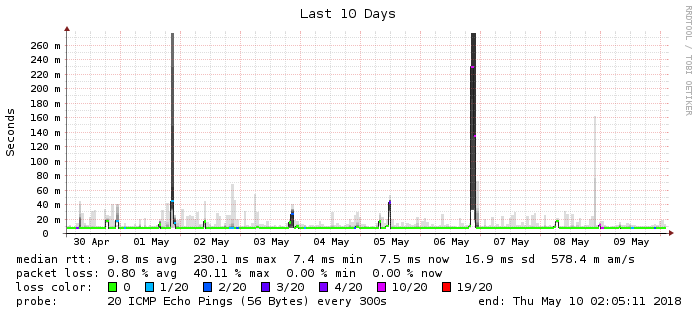 Last 10 Days
RRDTOOL / TOBI OETIKER
Seconds
260 m
240 m
220 m
200 m
180 m
160 m
140 m
120 m
100 m
80 m
60 m
40 m
20 m
0
30 Apr 01 May 02 May 03 May 04 May 05 May 06 May 07 May 08 May 09 May
median rtt: 9.8 ms avg 230.1 ms max 7.4 ms min 7.5 ms now 16.9 ms sd 578.4 m am/s
packet loss: 0.80 % avg 40.11 % max 0.00 % min 0.00 % now
loss color: 0 1/20 2/20 3/20 4/20 10/20 19/20
probe: 20 ICMP Echo Pings (56 Bytes) every 300s end: Thu May 10 02:05:11 2018